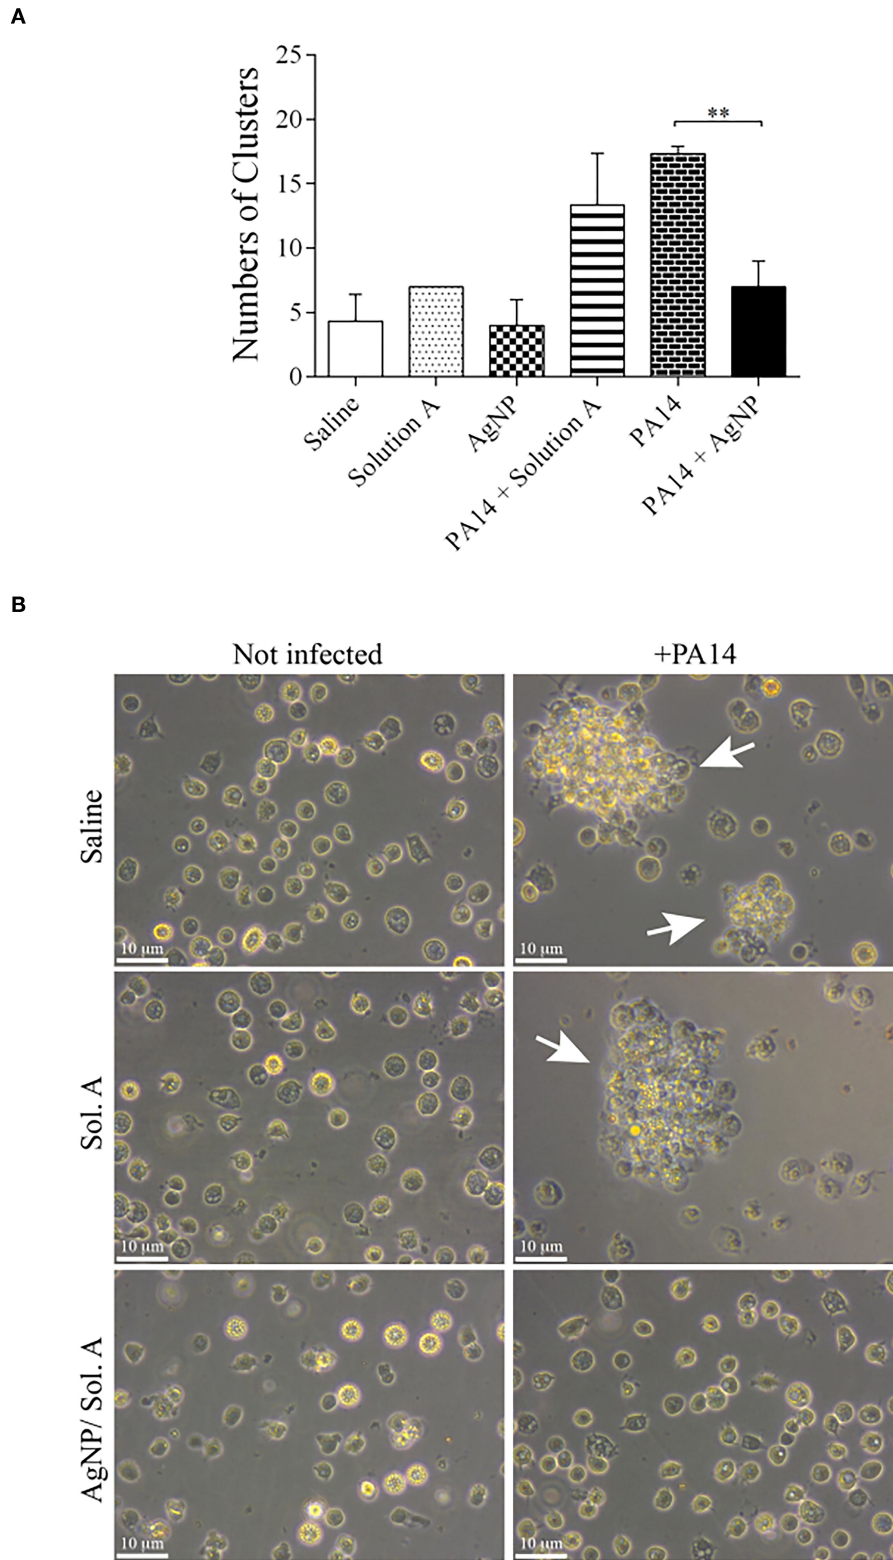 A
Numbers of Clusters
25
20
15
10
5
0
**
Saline
Solution A
AgNP
PA14 + Solution A
PA14
PA14 + AgNP
B
Not infected
+PA14
Saline
10 µm
10 µm
Sol. A
10 µm
10 µm
AgNP/ Sol. A
10 µm
10 µm